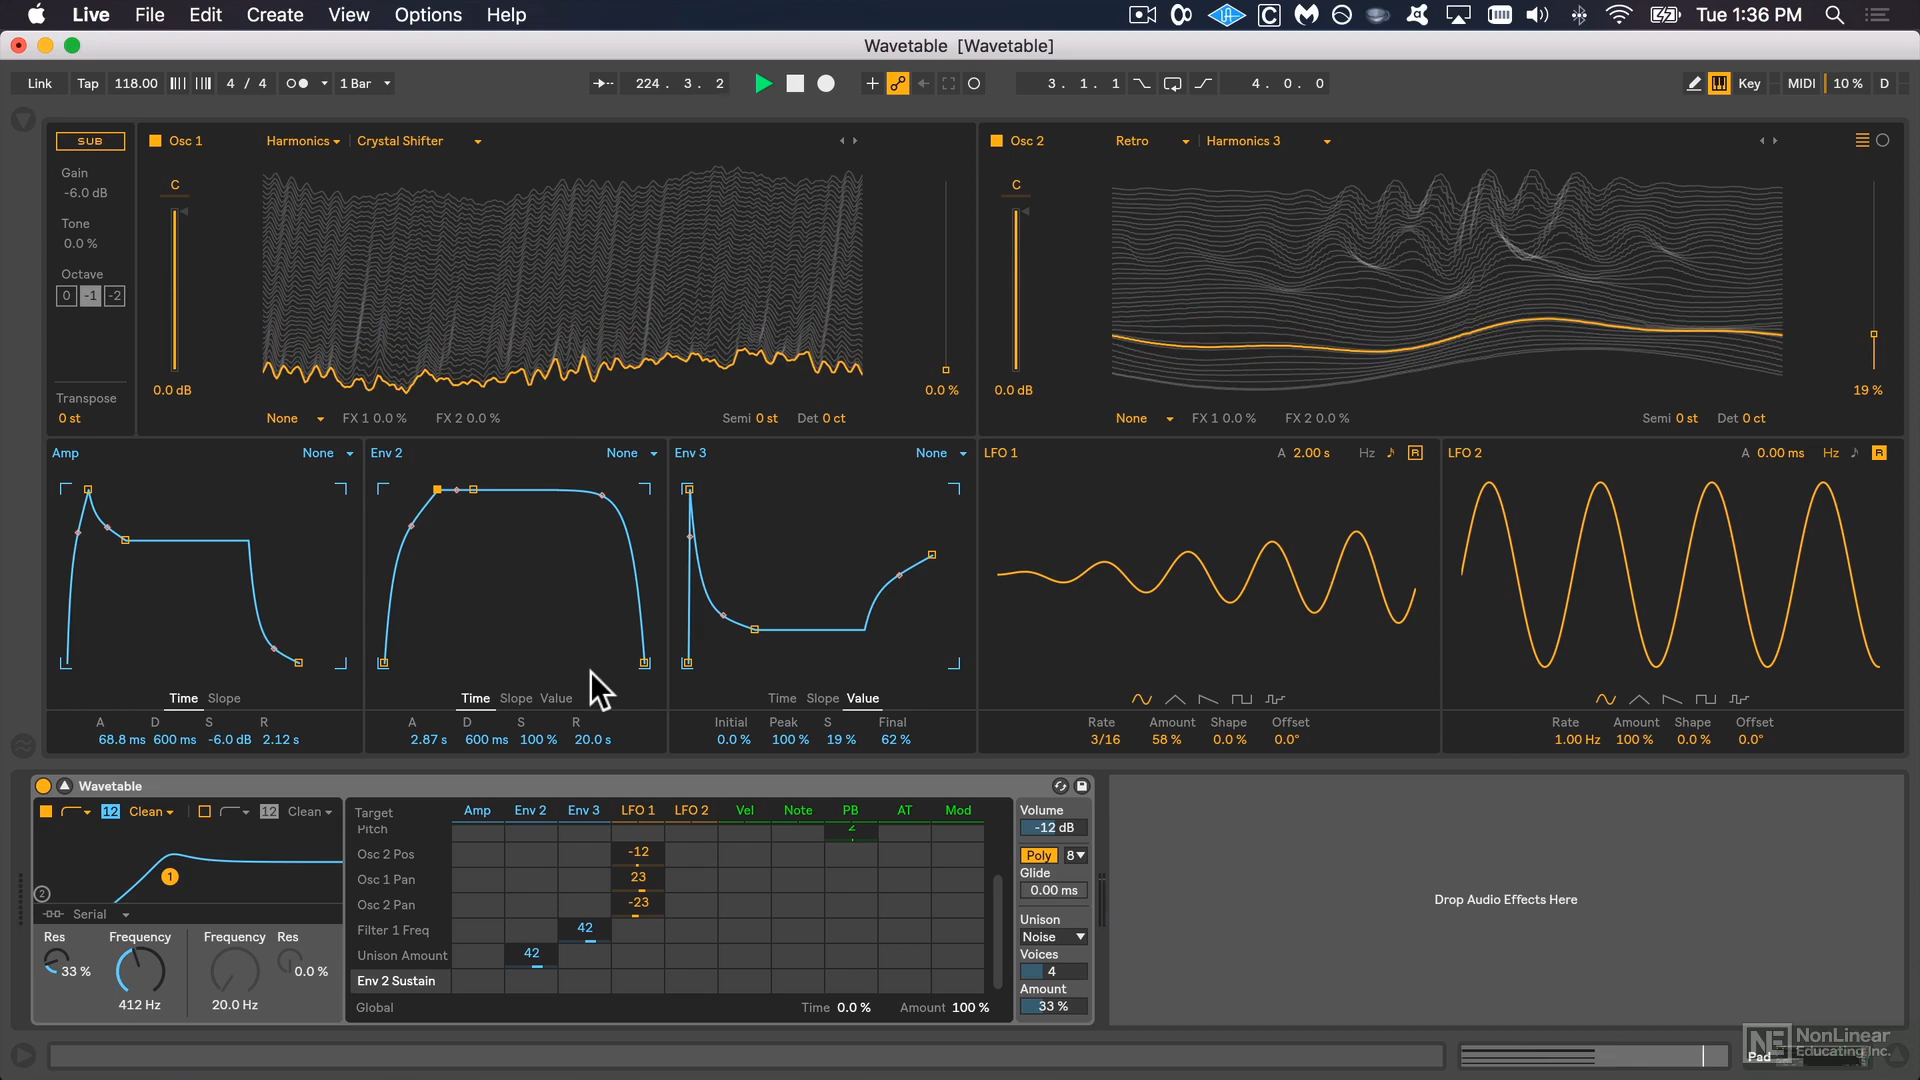 Live File Edit Create View Options Help Tue 1:36 PM
Wavetable [Wavetable]
Link Tap 118.00 4 / 4 1 Bar 224. 3. 2 3. 1. 1 4. 0. 0 Key MIDI 10 % D
SUB Osc 1 Harmonics Crystal Shifter Osc 2 Retro Harmonics 3
Gain
-6.0 dB
C C
Tone
0.0 %
Octave
0 -1 -2
Transpose
0.0 dB 0.0 % 0.0 dB 19 %
0 st None FX 1 0.0 % FX 2 0.0 % Semi 0 st Det 0 ct None FX 1 0.0 % FX 2 0.0 % Semi 0 st Det 0 ct
Amp None Env 2 None Env 3 None LFO 1 A 2.00 s Hz R LFO 2 A 0.00 ms Hz R
Time Slope Time Slope Value Time Slope Value
A D S R A D S R Initial Peak S Final Rate Amount Shape Offset Rate Amount Shape Offset
68.8 ms 600 ms -6.0 dB 2.12 s 2.87 s 600 ms 100 % 20.0 s 0.0 % 100 % 19 % 62 % 3/16 58 % 0.0 % 0.0° 1.00 Hz 100 % 0.0 % 0.0°
Wavetable
12 Clean 12 Clean
1
2
Serial
Res Frequency Frequency Res
33 % 0.0 %
412 Hz 20.0 Hz
Target Amp Env 2 Env 3 LFO 1 LFO 2 Vel Note PB AT Mod
Pitch 2
Osc 2 Pos -12
Osc 1 Pan 23
Osc 2 Pan -23
Filter 1 Freq 42
Unison Amount 42
Env 2 Sustain
Global Time 0.0 % Amount 100 %
Volume
-12 dB
Poly 8
Glide
0.00 ms
Unison
Noise
Voices
4
Amount
33 %
Drop Audio Effects Here
NonLinear
Educating Inc.
Pad